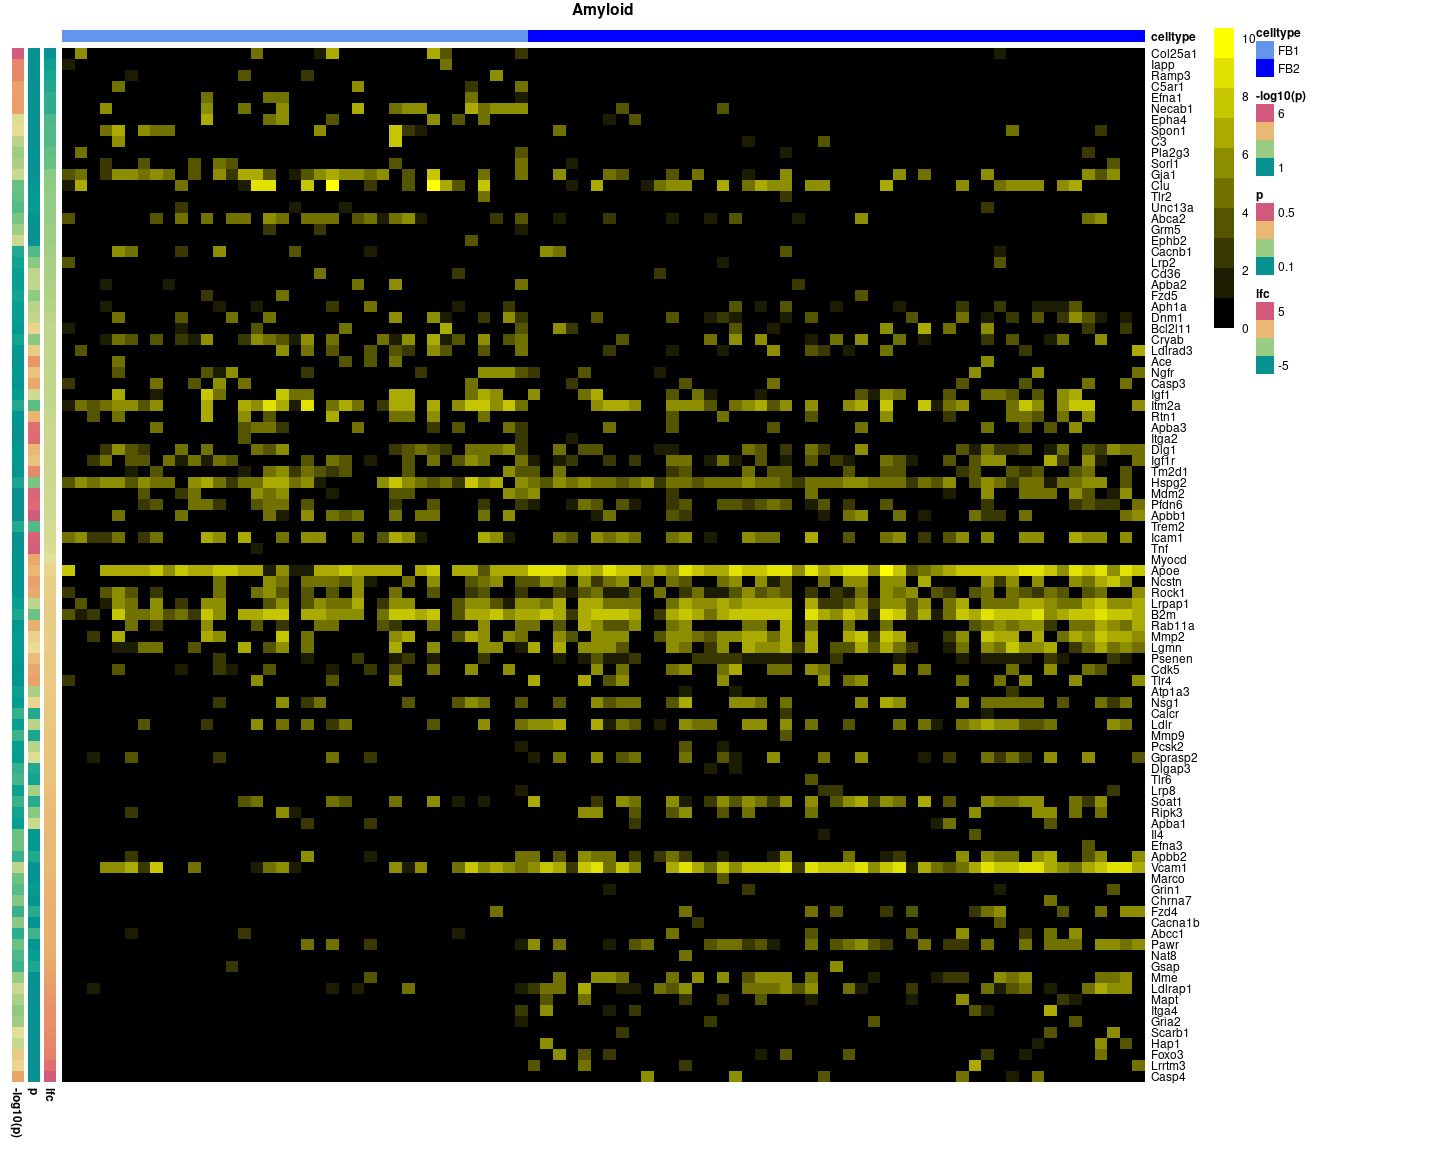 Amyloid
celltype
Col25a1
Iapp
Ramp3
C5ar1
Efna1
Necab1
Epha4
Spon1
C3
Pla2g3
Sorl1
Gja1
Clu
Tlr2
Unc13a
Abca2
Grm5
Ephb2
Cacnb1
Lrp2
Cd36
Apba2
Fzd5
Aph1a
Dnm1
Bcl2l11
Cryab
Ldlrad3
Ace
Ngfr
Casp3
Igf1
Itm2a
Rtn1
Apba3
Itga2
Dlg1
Igf1r
Tm2d1
Hspg2
Mdm2
Pfdn6
Apbb1
Trem2
Icam1
Tnf
Myocd
Apoe
Ncstn
Rock1
Lrpap1
B2m
Rab11a
Mmp2
Lgmn
Psenen
Cdk5
Tlr4
Atp1a3
Nsg1
Calcr
Ldlr
Mmp9
Pcsk2
Gprasp2
Dlgap3
Tlr6
Lrp8
Soat1
Ripk3
Apba1
Il4
Efna3
Apbb2
Vcam1
Marco
Grin1
Chrna7
Fzd4
Cacna1b
Abcc1
Pawr
Nat8
Gsap
Mme
Ldlrap1
Mapt
Itga4
Gria2
Scarb1
Hap1
Foxo3
Lrrtm3
Casp4
10
8
6
4
2
0
celltype
FB1
FB2
-log10(p)
6
1
p
0.5
0.1
lfc
5
-5
-log10(p)
p
lfc